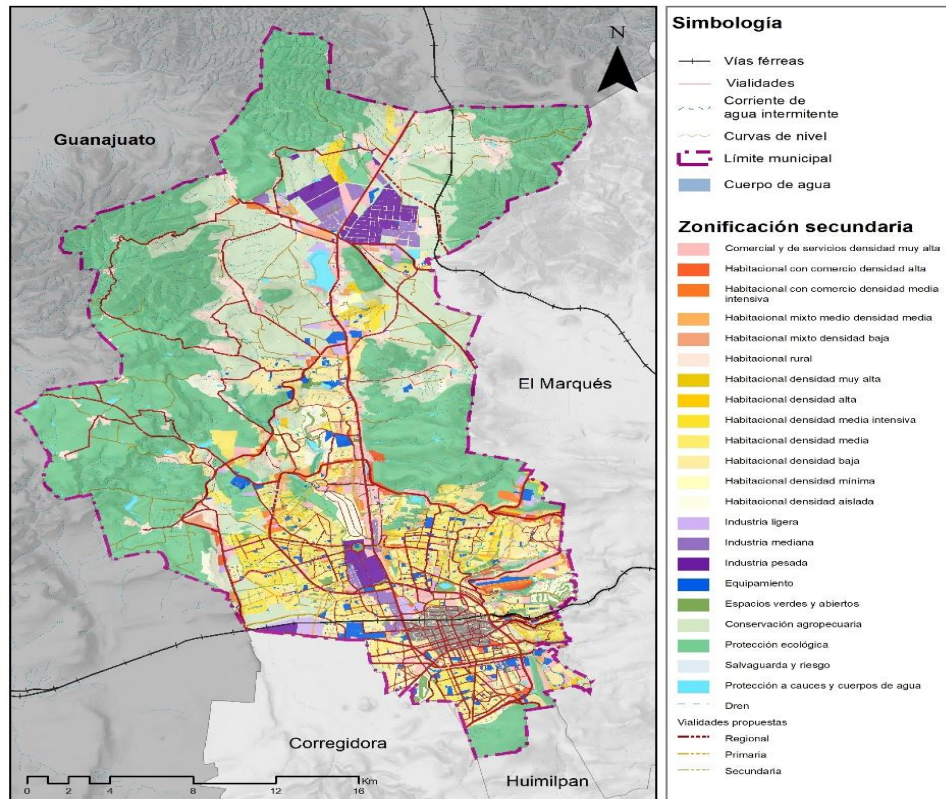 N
Guanajuato
El Marqués
Corregidora
Huimilpan
0 2 4 8 12 16
Km
Simbología
Vías férreas
Vialidades
Corriente de
agua intermitente
Curvas de nivel
Límite municipal
Cuerpo de agua
Zonificación secundaria
Comercial y de servicios densidad muy alta
Habitacional con comercio densidad alta
Habitacional con comercio densidad media
intensiva
Habitacional mixto medio densidad media
Habitacional mixto densidad baja
Habitacional rural
Habitacional densidad muy alta
Habitacional densidad alta
Habitacional densidad media intensiva
Habitacional densidad media
Habitacional densidad baja
Habitacional densidad mínima
Habitacional densidad aislada
Industria ligera
Industria mediana
Industria pesada
Equipamiento
Espacios verdes y abiertos
Conservación agropecuaria
Protección ecológica
Salvaguarda y riesgo
Protección a cauces y cuerpos de agua
Dren
Vialidades propuestas
Regional
Primaria
Secundaria